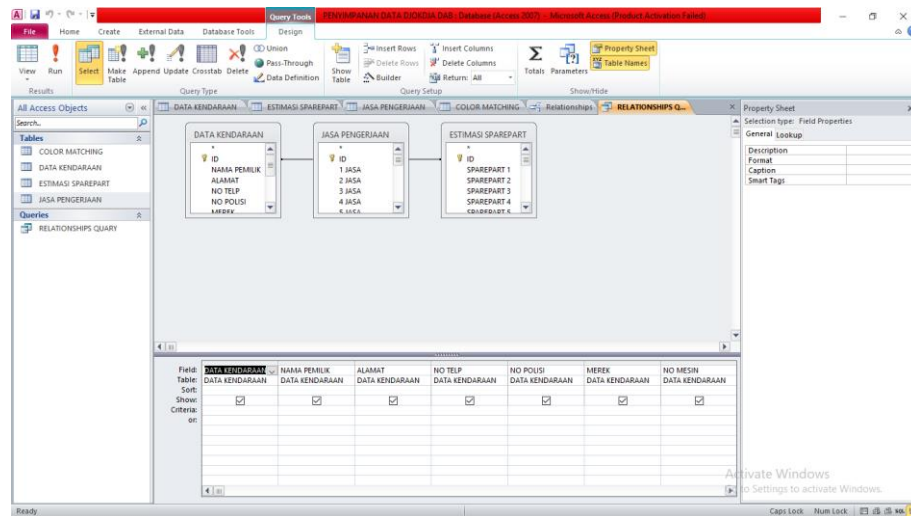 Query Tools
PENYIMPANAN DATA DJOKDJA DAB : Database (Access 2007) - Microsoft Access (Product Activation Failed)
File Home Create External Data Database Tools Design
View
Run
Select
Make Table
Append
Update
Crosstab
Delete
Union
Pass-Through
Data Definition
Show Table
Insert Rows
Delete Rows
Builder
Insert Columns
Delete Columns
Return: All
Totals
Parameters
Property Sheet
Table Names
Results
Query Type
Query Setup
Show/Hide
All Access Objects
Search..
Tables
COLOR MATCHING
DATA KENDARAAN
ESTIMASI SPAREPART
JASA PENGERJAAN
Queries
RELATIONSHIPS QUARY
DATA KENDARAAN ESTIMASI SPAREPART JASA PENGERJAAN COLOR MATCHING Relationships RELATIONSHIPS Q...
DATA KENDARAAN
*
ID
NAMA PEMILIK
ALAMAT
NO TELP
NO POLISI
MEREK
JASA PENGERJAAN
*
ID
1 JASA
2 JASA
3 JASA
4 JASA
5 JASA
ESTIMASI SPAREPART
*
ID
SPAREPART 1
SPAREPART 2
SPAREPART 3
SPAREPART 4
SPAREPART 5
Field: DATA KENDARAAN NAMA PEMILIK ALAMAT NO TELP NO POLISI MEREK NO MESIN
Table: DATA KENDARAAN DATA KENDARAAN DATA KENDARAAN DATA KENDARAAN DATA KENDARAAN DATA KENDARAAN DATA KENDARAAN
Sort:
Show:
Criteria:
or:
Property Sheet
Selection type: Field Properties
General Lookup
Description
Format
Caption
Smart Tags
Activate Windows
to Settings to activate Windows.
Ready
Caps Lock Num Lock SQL